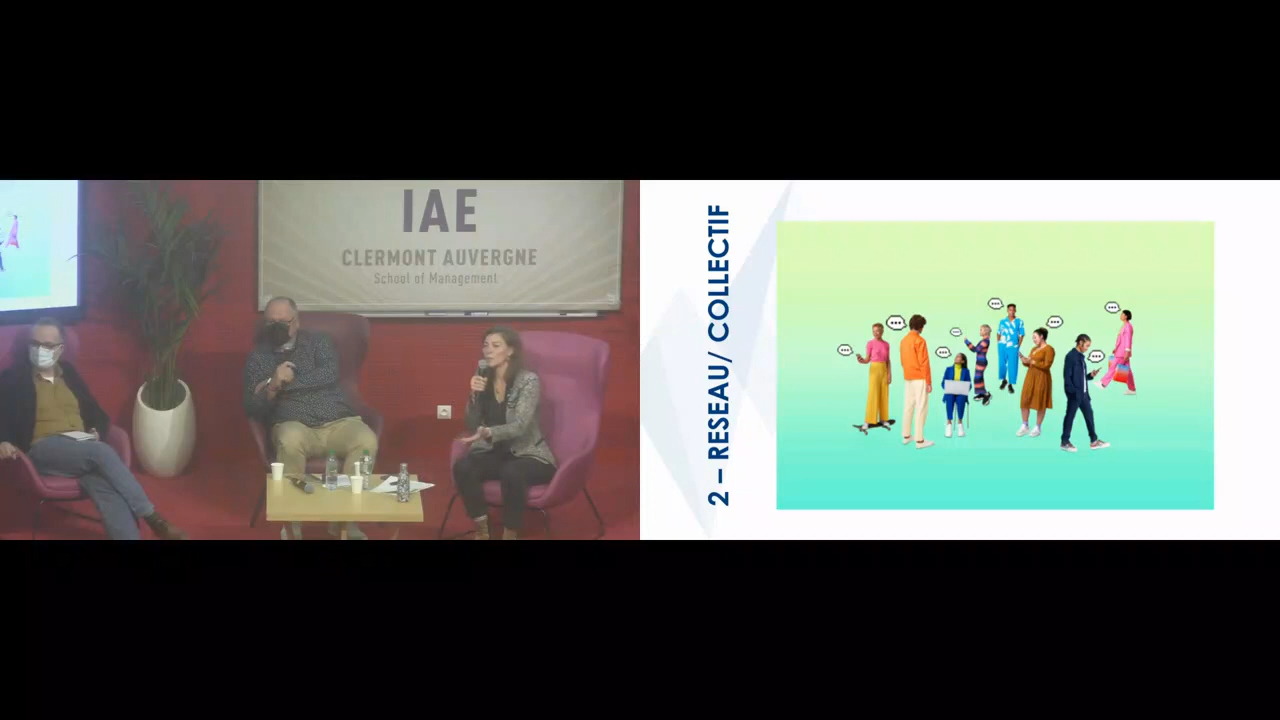 IAE
CLERMONT AUVERGNE
School of Management
2 – RESEAU/ COLLECTIF